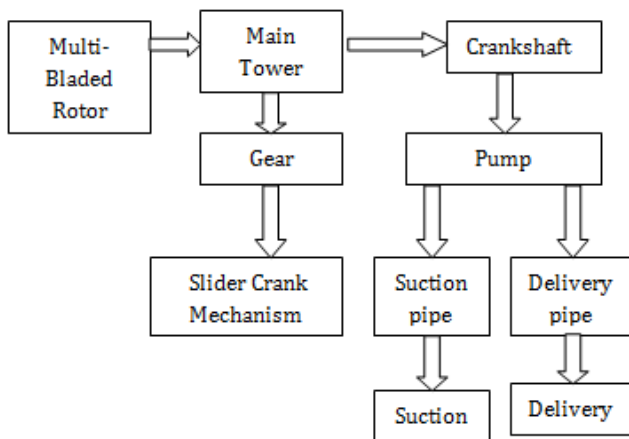 Multi-
Bladed
Rotor
Main
Tower
Crankshaft
Gear
Pump
Slider Crank
Mechanism
Suction
pipe
Delivery
pipe
Suction
Delivery